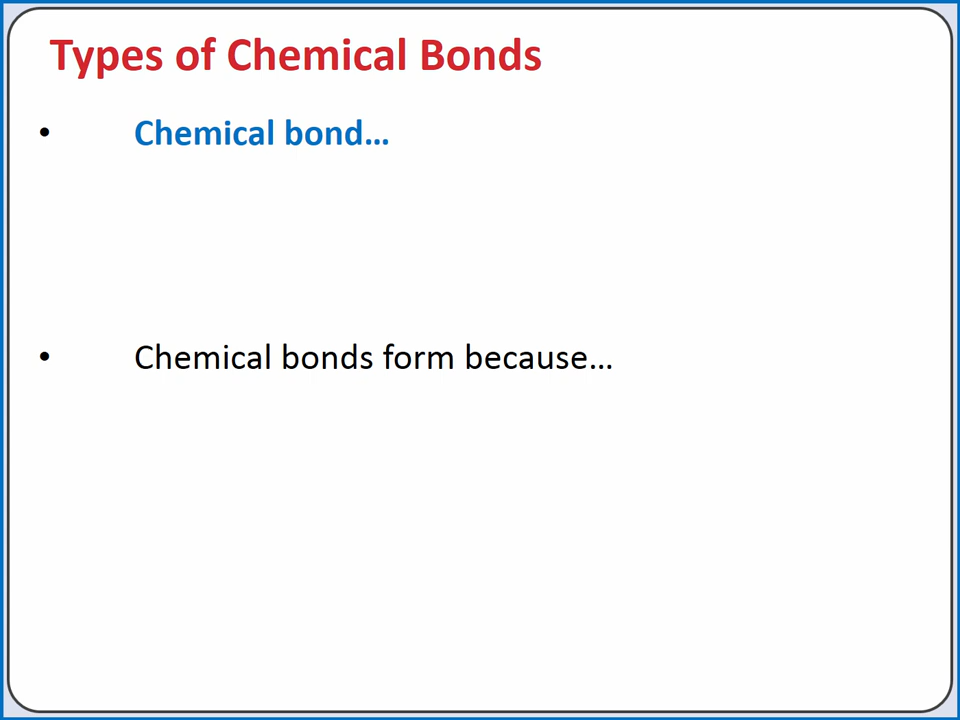 Types of Chemical Bonds
• Chemical bond…
• Chemical bonds form because…